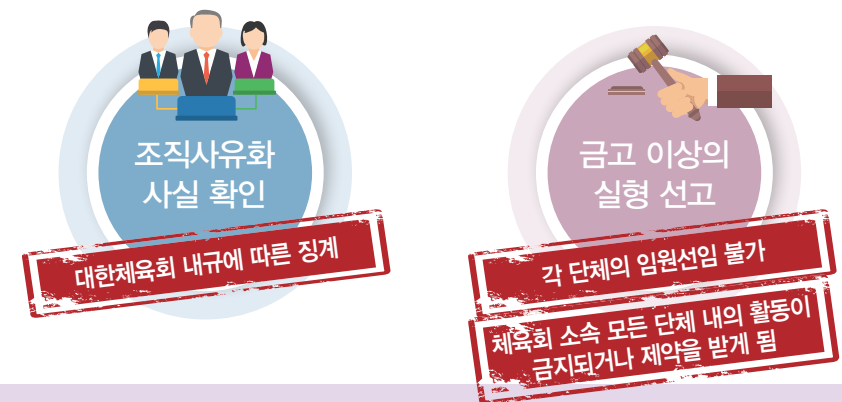 조직사유화
사실 확인
대한체육회 내규에 따른 징계
금고 이상의
실형 선고
각 단체의 임원선임 불가
체육회 소속 모든 단체 내의 활동이
금지되거나 제약을 받게 됨